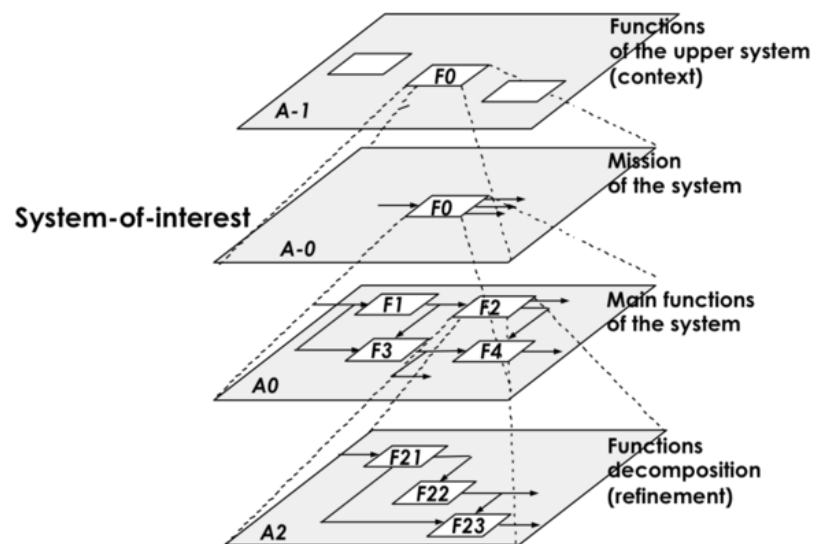 Functions
of the upper system
(context)
F0
A-1
Mission
of the system
F0
System-of-interest
A-0
Main functions
of the system
F1
F2
F3
F4
A0
Functions
decomposition
(refinement)
F21
F22
F23
A2